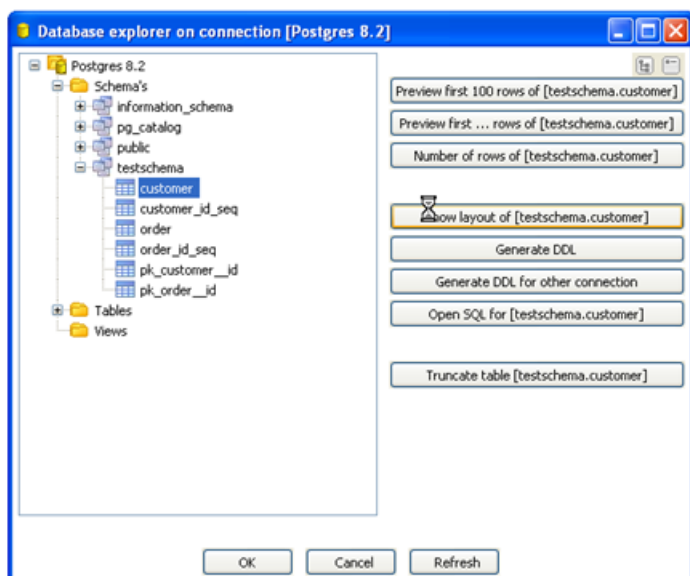 Database explorer on connection [Postgres 8.2]
Postgres 8.2
Schema's
information_schema
pg_catalog
public
testschema
customer
customer_id_seq
order
order_id_seq
pk_customer__id
pk_order__id
Tables
Views
Preview first 100 rows of [testschema.customer]
Preview first ... rows of [testschema.customer]
Number of rows of [testschema.customer]
ow layout of [testschema.customer]
Generate DDL
Generate DDL for other connection
Open SQL for [testschema.customer]
Truncate table [testschema.customer]
OK
Cancel
Refresh